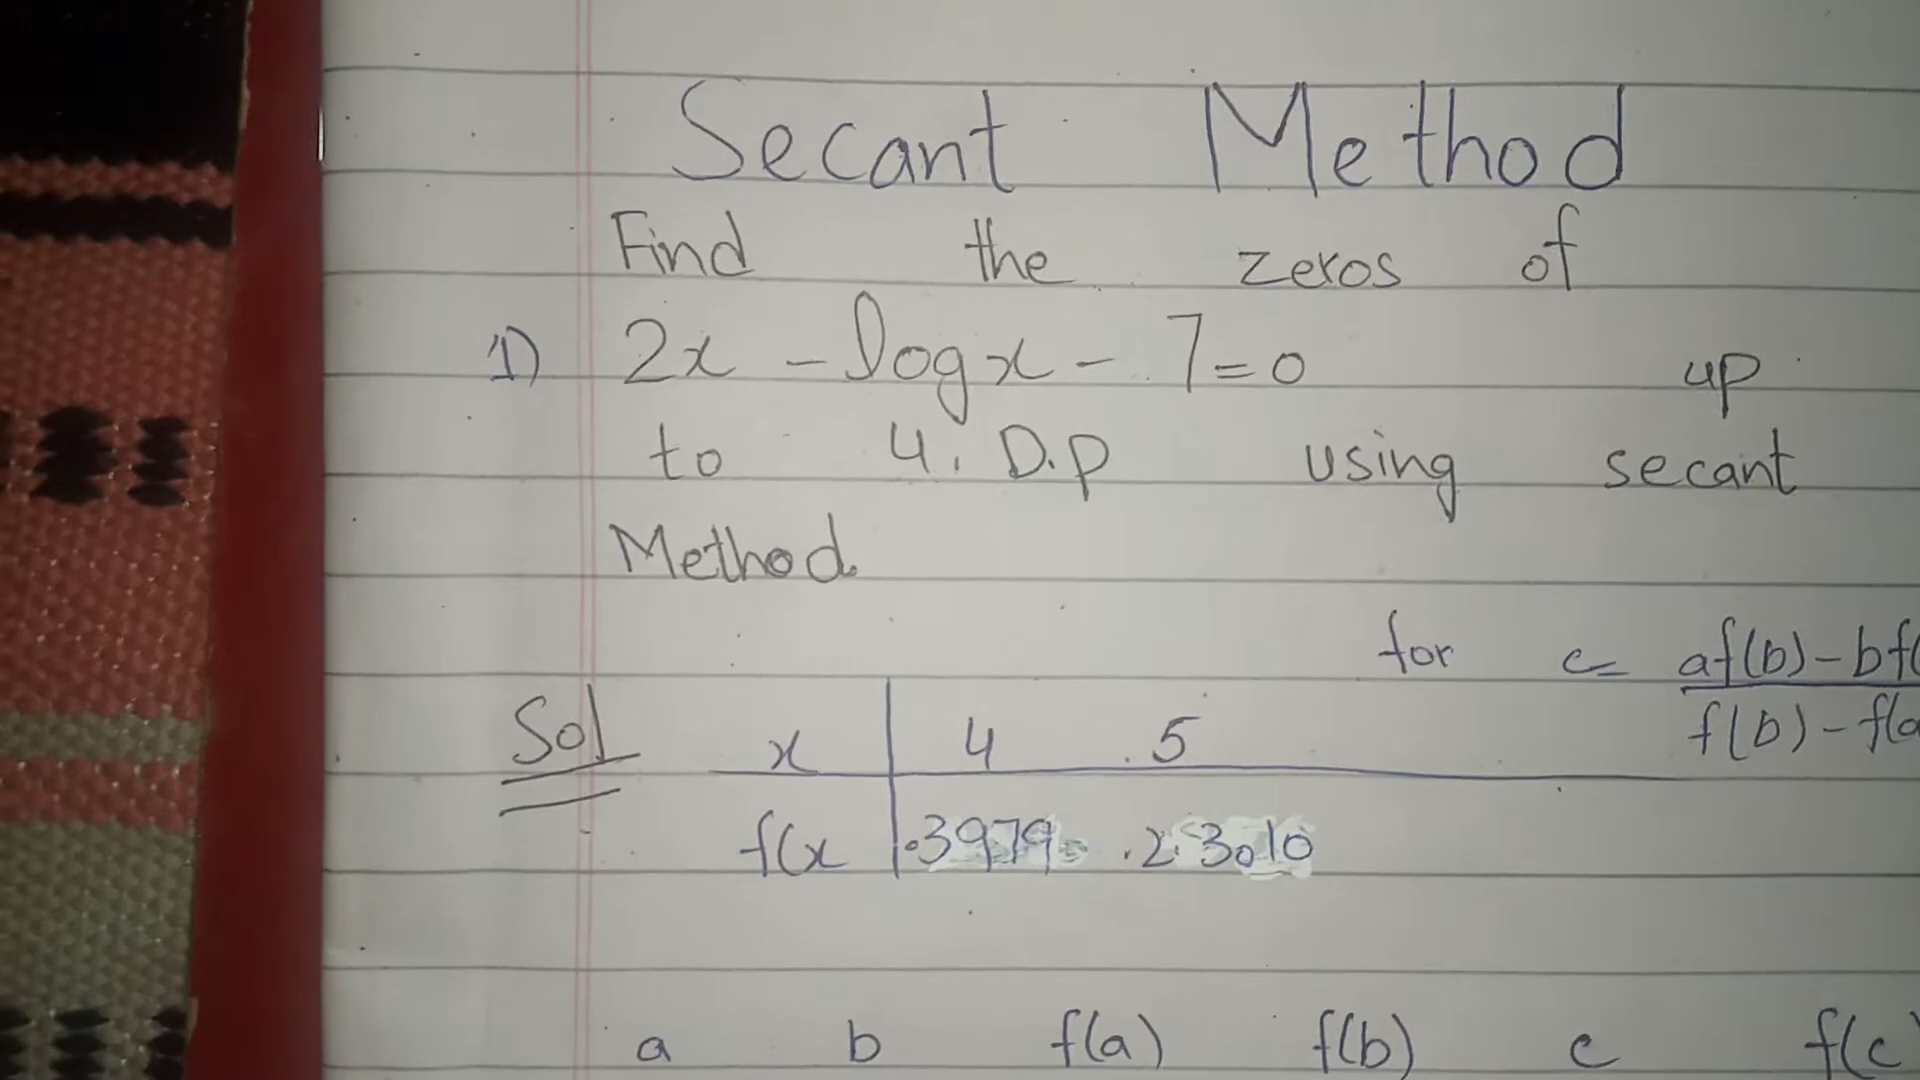 Secant Method
Find the zeros of
1) 2x - log x - 7 = 0 up
to 4. D.p using secant
Method.
for c = af(b) - bf(
f(b) - f(a
Sol x 4 5
f(x .3979 2.3010
a b f(a) f(b) c f(c)